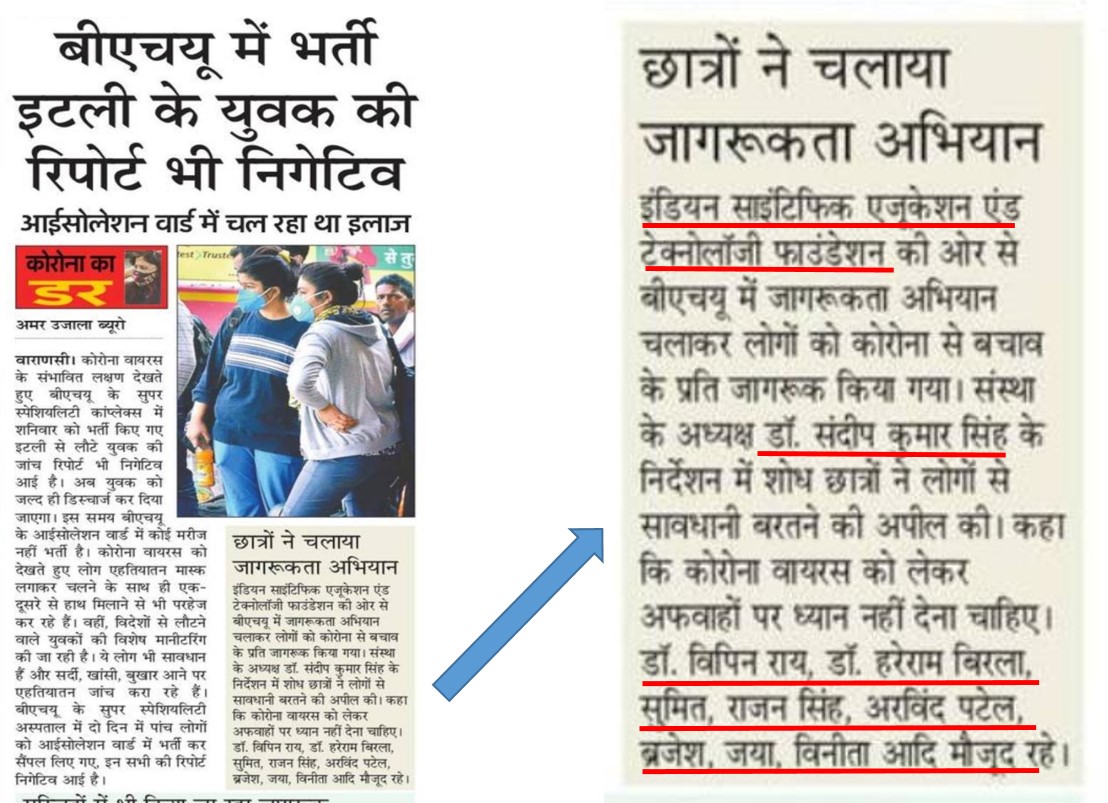 बीएचयू में भर्ती
इटली के युवक की
रिपोर्ट भी निगेटिव
आईसोलेशन वार्ड में चल रहा था इलाज
कोरोना का
डर
अमर उजाला ब्यूरो
वाराणसी। कोरोना वायरस
के संभावित लक्षण देखते
हुए बीएचयू के सुपर
स्पेशियलिटी कांप्लेक्स में
शनिवार को भर्ती किए गए
इटली से लौटे युवक की
जांच रिपोर्ट भी निगेटिव
आई है। अब युवक को
जल्द ही डिस्चार्ज कर दिया
जाएगा। इस समय बीएचयू
के आईसोलेशन वार्ड में कोई मरीज
नहीं भर्ती है। कोरोना वायरस को
देखते हुए लोग एहतियातन मास्क
लगाकर चलने के साथ ही एक-
दूसरे से हाथ मिलाने से भी परहेज
कर रहे हैं। वहीं, विदेशों से लौटने
वाले युवकों की विशेष मानीटरिंग
की जा रही है। ये लोग भी सावधान
हैं और सर्दी, खांसी, बुखार आने पर
एहतियातन जांच करा रहे हैं।
बीएचयू के सुपर स्पेशियलिटी
अस्पताल में दो दिन में पांच लोगों
को आईसोलेशन वार्ड में भर्ती कर
सैंपल लिए गए, इन सभी की रिपोर्ट
निगेटिव आई है।
est Truste
से तु
छात्रों ने चलाया
जागरूकता अभियान
इंडियन साइंटिफिक एजूकेशन एंड
टेक्नोलॉजी फाउंडेशन की ओर से
बीएचयू में जागरूकता अभियान
चलाकर लोगों को कोरोना से बचाव
के प्रति जागरूक किया गया। संस्था
के अध्यक्ष डॉ. संदीप कुमार सिंह के
निर्देशन में शोध छात्रों ने लोगों से
सावधानी बरतने की अपील की। कहा
कि कोरोना वायरस को लेकर
अफवाहों पर ध्यान नहीं देना चाहिए।
डॉ. विपिन राय, डॉ. हरेराम बिरला,
सुमित, राजन सिंह, अरविंद पटेल,
ब्रजेश, जया, विनीता आदि मौजूद रहे।
छात्रों ने चलाया
जागरूकता अभियान
इंडियन साइंटिफिक एजूकेशन एंड
टेक्नोलॉजी फाउंडेशन की ओर से
बीएचयू में जागरूकता अभियान
चलाकर लोगों को कोरोना से बचाव
के प्रति जागरूक किया गया। संस्था
के अध्यक्ष डॉ. संदीप कुमार सिंह के
निर्देशन में शोध छात्रों ने लोगों से
सावधानी बरतने की अपील की। कहा
कि कोरोना वायरस को लेकर
अफवाहों पर ध्यान नहीं देना चाहिए।
डॉ. विपिन राय, डॉ. हरेराम बिरला,
सुमित, राजन सिंह, अरविंद पटेल,
ब्रजेश, जया, विनीता आदि मौजूद रहे।